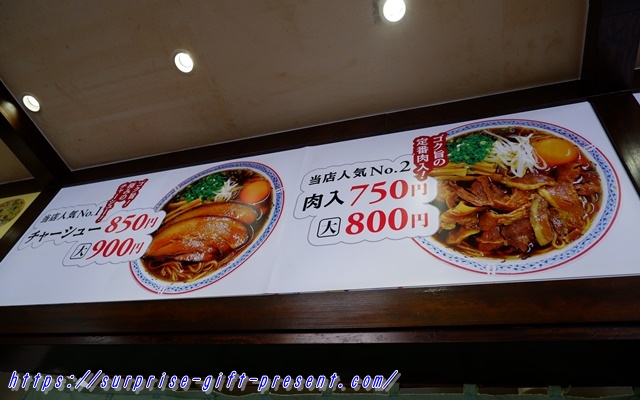 当店人気No.1
チャーシュー 850円
大 900円
当店人気No.2
肉入 750円
大 800円
ゴク旨の
定番肉入!
https://surprise-gift-present.com/